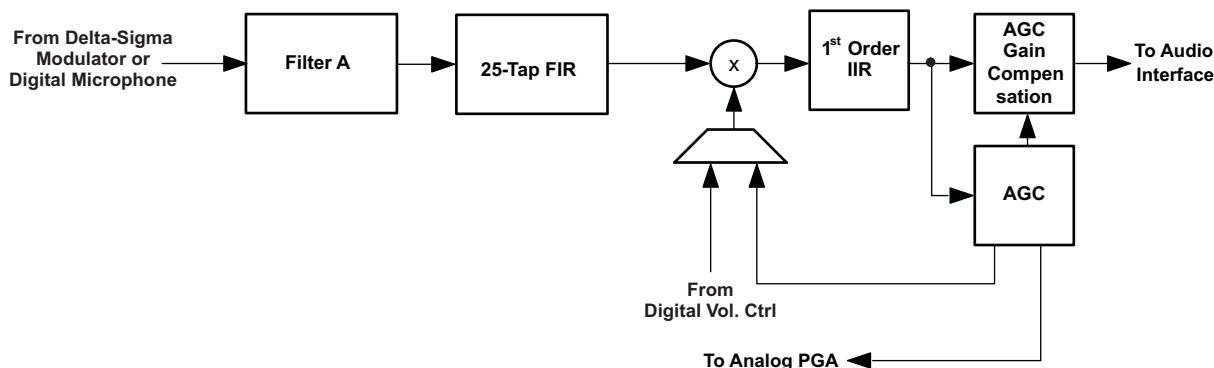 From Delta-Sigma
Modulator or
Digital Microphone
Filter A
25-Tap FIR
x
1st Order
IIR
AGC
Gain
Compen
sation
To Audio
Interface
AGC
From
Digital Vol. Ctrl
To Analog PGA